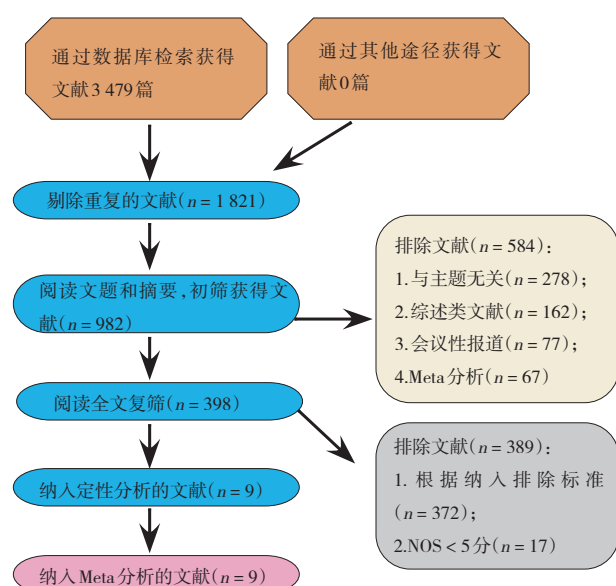 通过数据库检索获得
文献3 479篇
通过其他途径获得文
献0篇
剔除重复的文献(n = 1 821)
阅读文题和摘要,初筛获得文
献(n = 982)
排除文献(n = 584):
1.与主题无关(n = 278);
2.综述类文献(n = 162);
3.会议性报道(n = 77);
4.Meta分析(n = 67)
阅读全文复筛(n = 398)
排除文献(n = 389):
1. 根据纳入排除标准
(n = 372);
2.NOS < 5分(n = 17)
纳入定性分析的文献(n = 9)
纳入Meta分析的文献(n = 9)